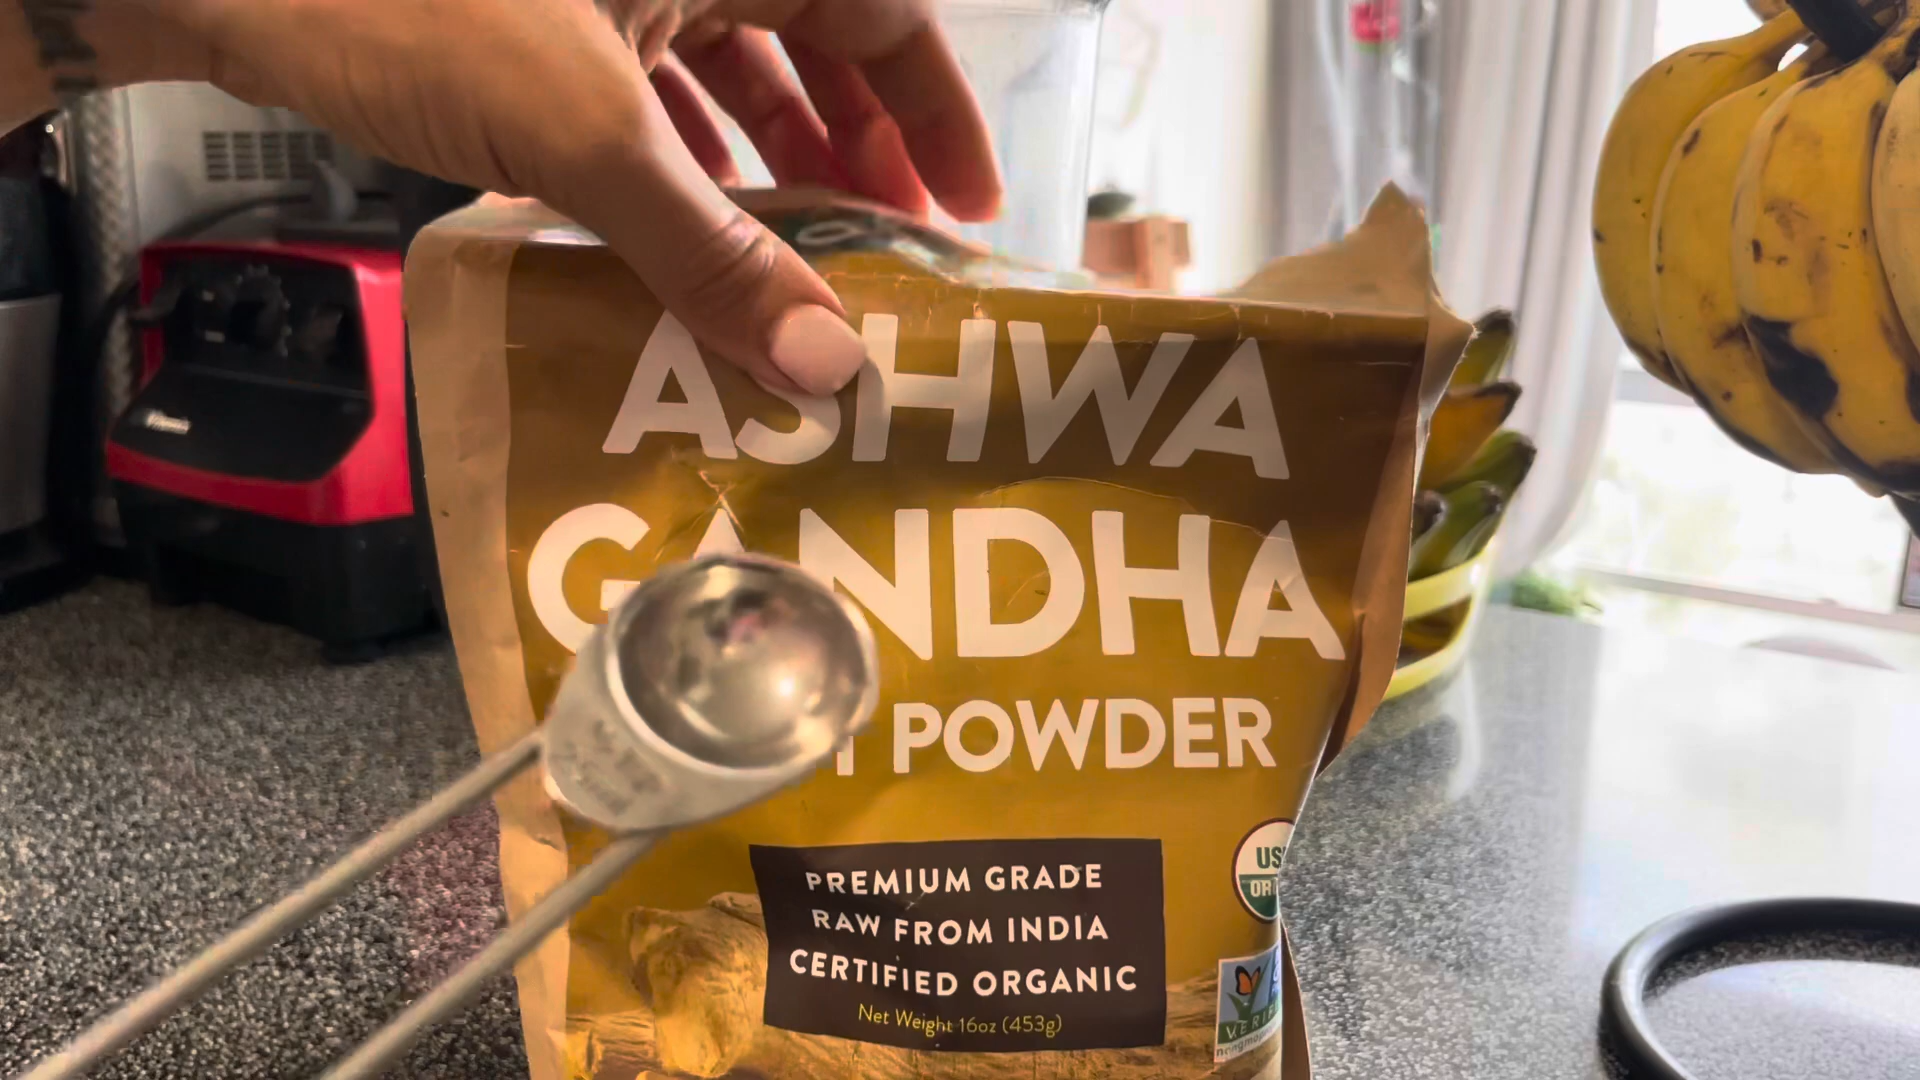 ASHWA
GANDHA
POWDER
PREMIUM GRADE
RAW FROM INDIA
CERTIFIED ORGANIC
Net Weight 16oz (453g)